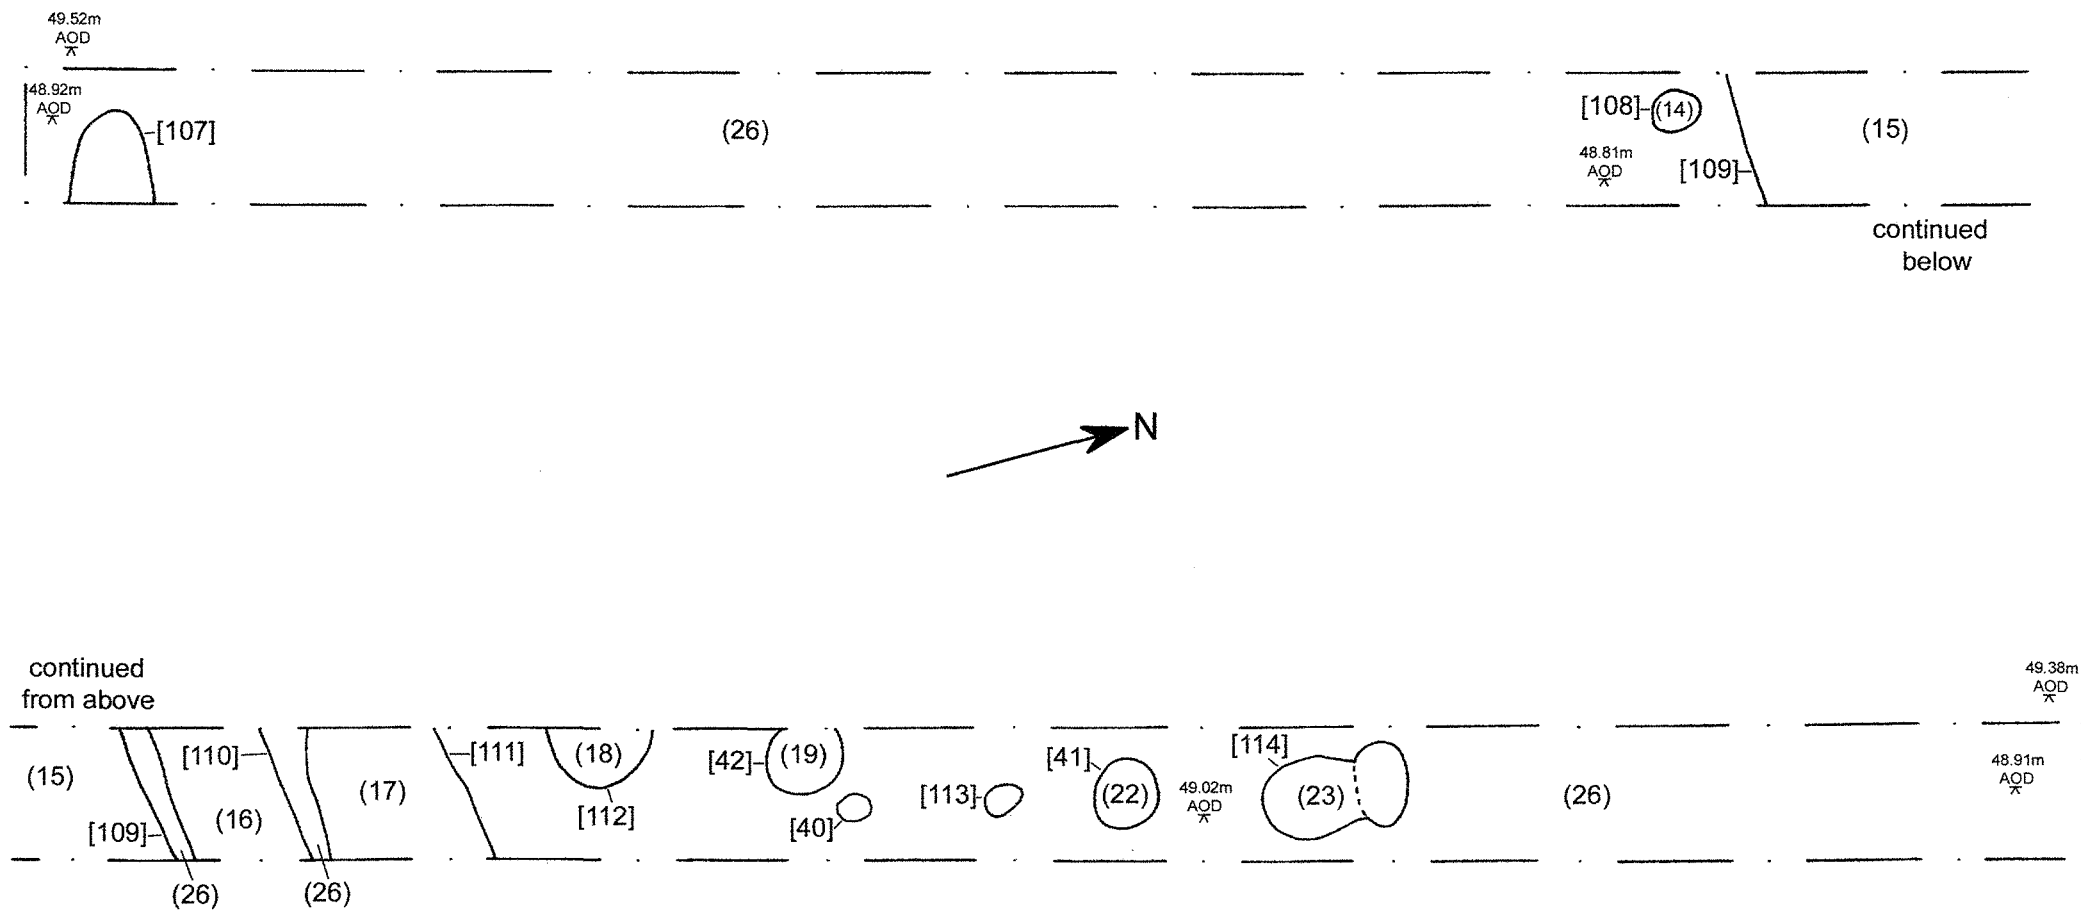 49.52m
AOD
48.92m
AOD
[107]
(26)
[108]
(14)
48.81m
AOD
[109]
(15)
continued
below
N
continued
from above
49.38m
AOD
(15)
[109]
(26)
(16)
[110]
(26)
(17)
[111]
(18)
[112]
[42]
(19)
[40]
[113]
[41]
(22)
49.02m
AOD
[114]
(23)
(26)
48.91m
AOD